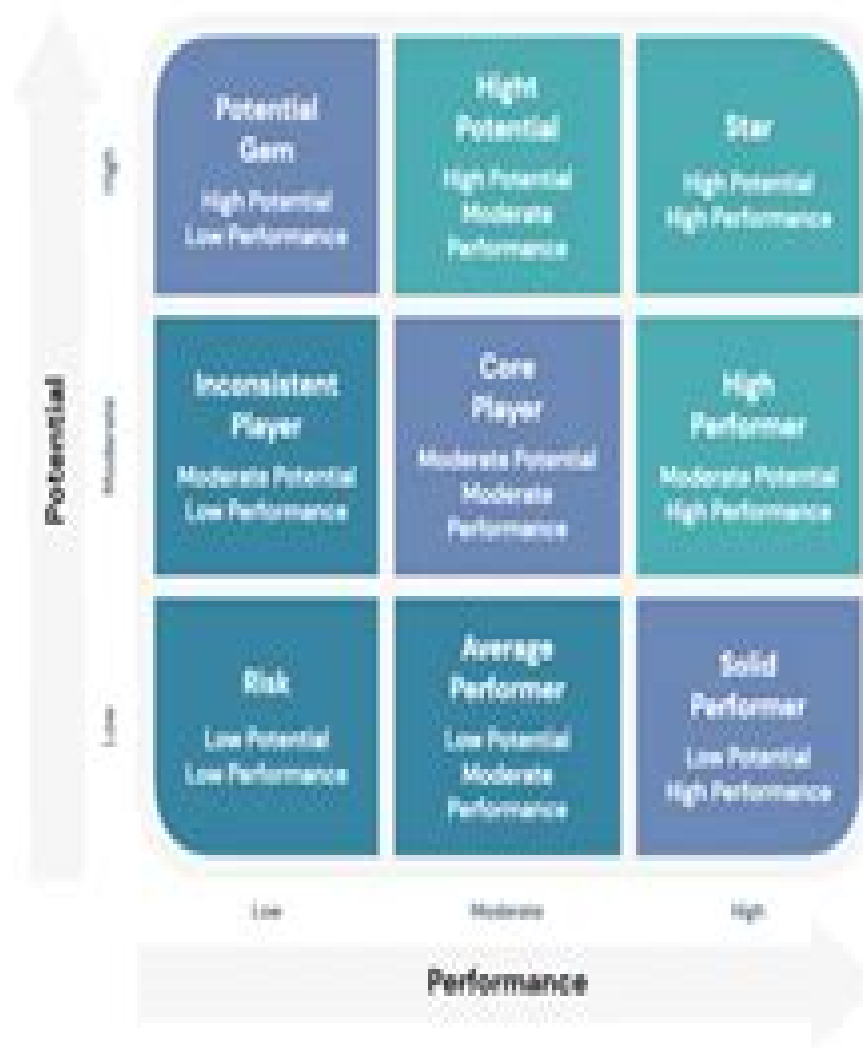 Potential
High
Moderate
Low
Potential
Gem
High Potential
Low Performance
Hight
Potential
High Potential
Moderate
Performance
Star
High Potential
High Performance
Inconsistent
Player
Moderate Potential
Low Performance
Core
Player
Moderate Potential
Moderate
Performance
High
Performer
Moderate Potential
High Performance
Risk
Low Potential
Low Performance
Average
Performer
Low Potential
Moderate
Performance
Solid
Performer
Low Potential
High Performance
Low
Moderate
High
Performance